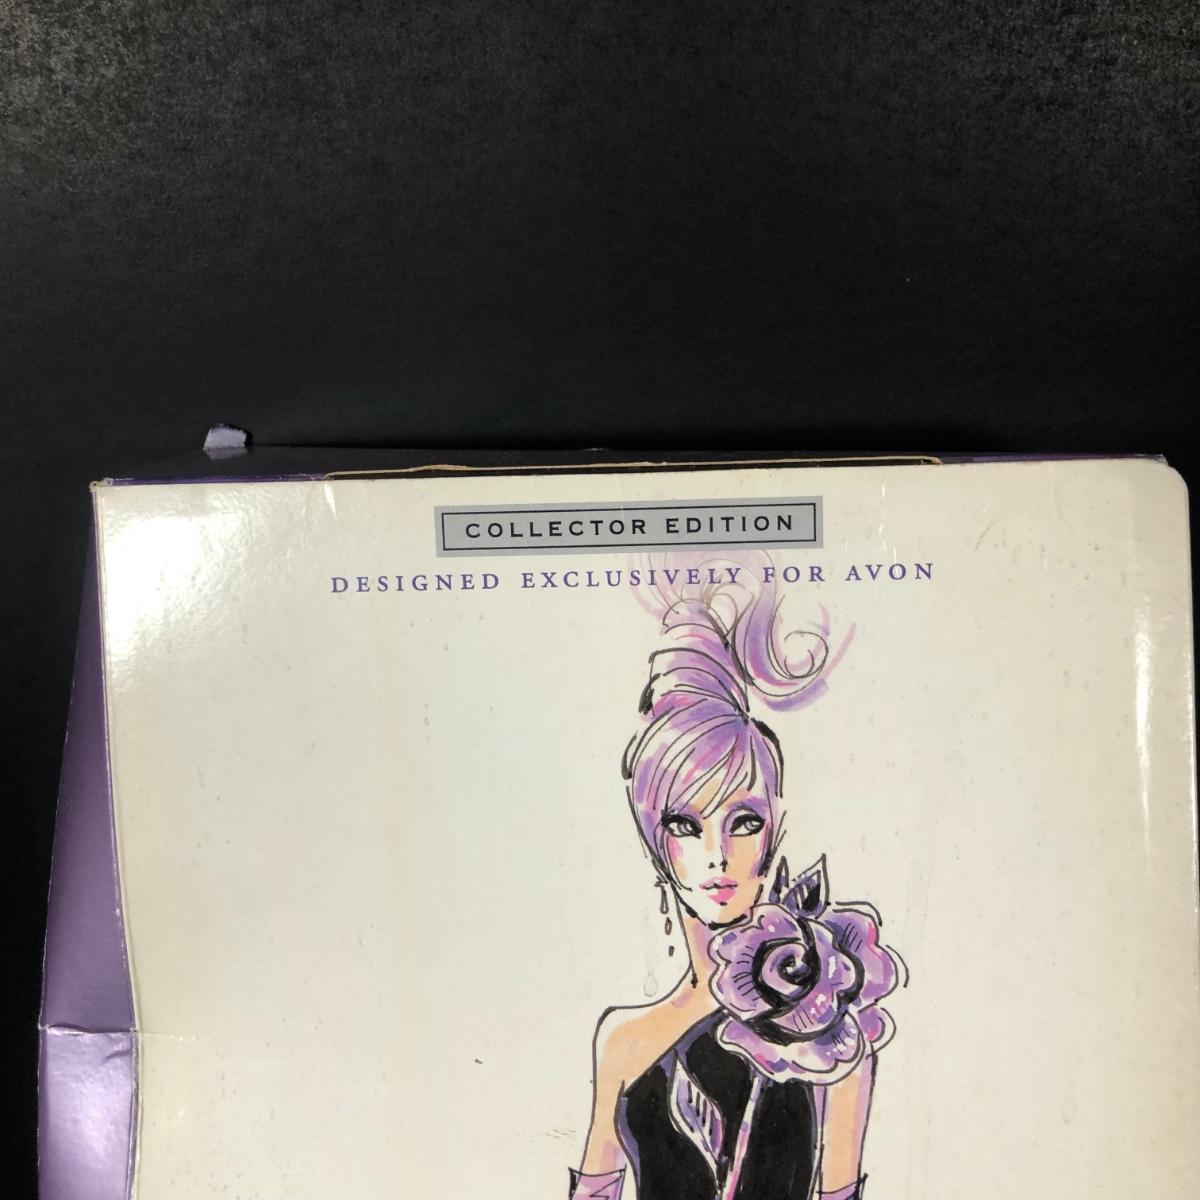 COLLECTOR EDITION
DESIGNED EXCLUSIVELY FOR AVON